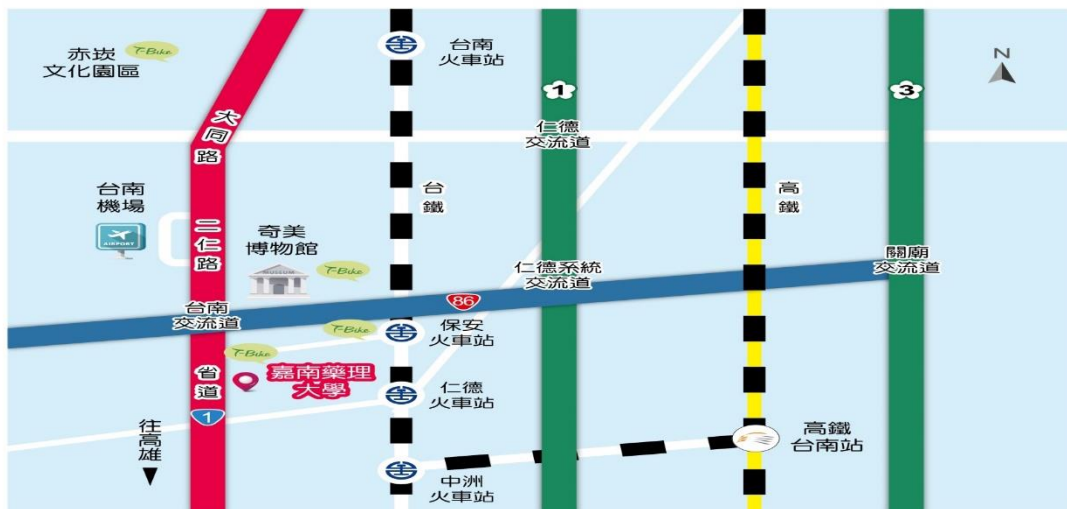 赤崁
文化園區
T-Bike
台南
火車站
N
1
3
大同路
仁德
交流道
台南
機場
AIRPORT
二仁路
奇美
博物館
MUSEUM
T-Bike
台鐵
高鐵
仁德系統
交流道
關廟
交流道
86
台南
交流道
T-Bike
保安
火車站
T-Bike
嘉南藥理
大學
省道
1
仁德
火車站
往高雄
高鐵
台南站
中洲
火車站